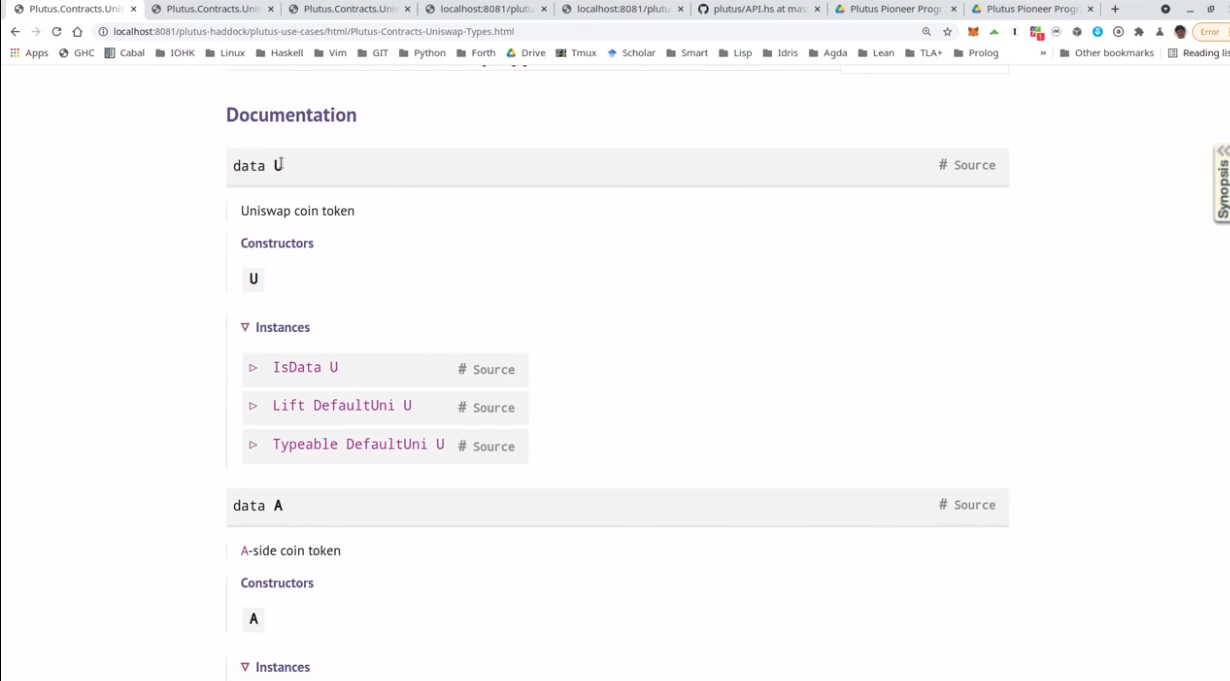 Plutus.Contracts.Unis Plutus.Contracts.Unis Plutus.Contracts.Unis localhost:8081/plutu localhost:8081/plutu plutus/API.hs at mas Plutus Pioneer Progr Plutus Pioneer Progr
localhost:8081/plutus-haddock/plutus-use-cases/html/Plutus-Contracts-Uniswap-Types.html Error
Apps GHC Cabal IOHK Linux Haskell Vim GIT Python Forth Drive Tmux Scholar Smart Lisp Idris Agda Lean TLA+ Prolog » Other bookmarks Reading lis
Documentation
data U # Source
Synopsis
Uniswap coin token
Constructors
U
Instances
IsData U # Source
Lift DefaultUni U # Source
Typeable DefaultUni U # Source
data A # Source
A-side coin token
Constructors
A
Instances